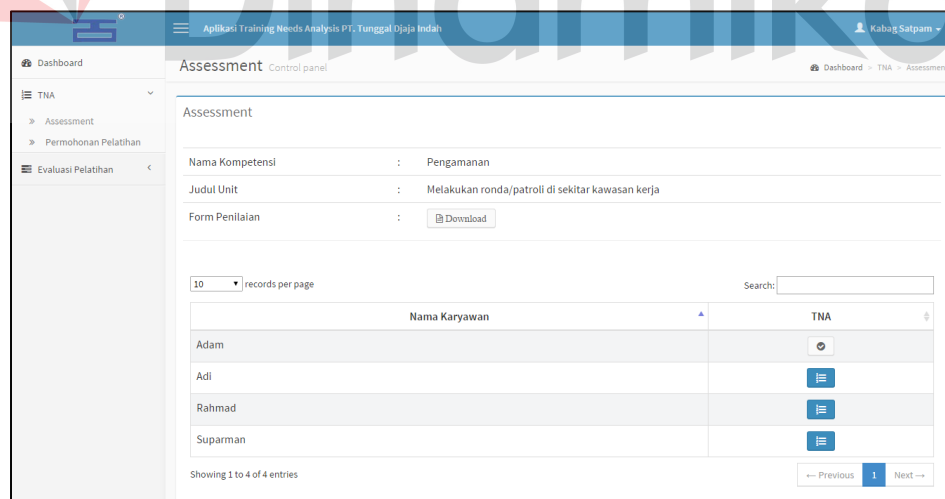 Dinamika
Aplikasi Training Needs Analysis PT. Tunggal Djaja Indah
Kabag Satpam
Dashboard
Assessment Control panel
Dashboard > TNA > Assessmen
TNA
Assessment
Permohonan Pelatihan
Evaluasi Pelatihan
Assessment
Nama Kompetensi : Pengamanan
Judul Unit : Melakukan ronda/patroli di sekitar kawasan kerja
Form Penilaian : Download
10 records per page
Search:
Nama Karyawan TNA
Adam
Adi
Rahmad
Suparman
Showing 1 to 4 of 4 entries
← Previous 1 Next →